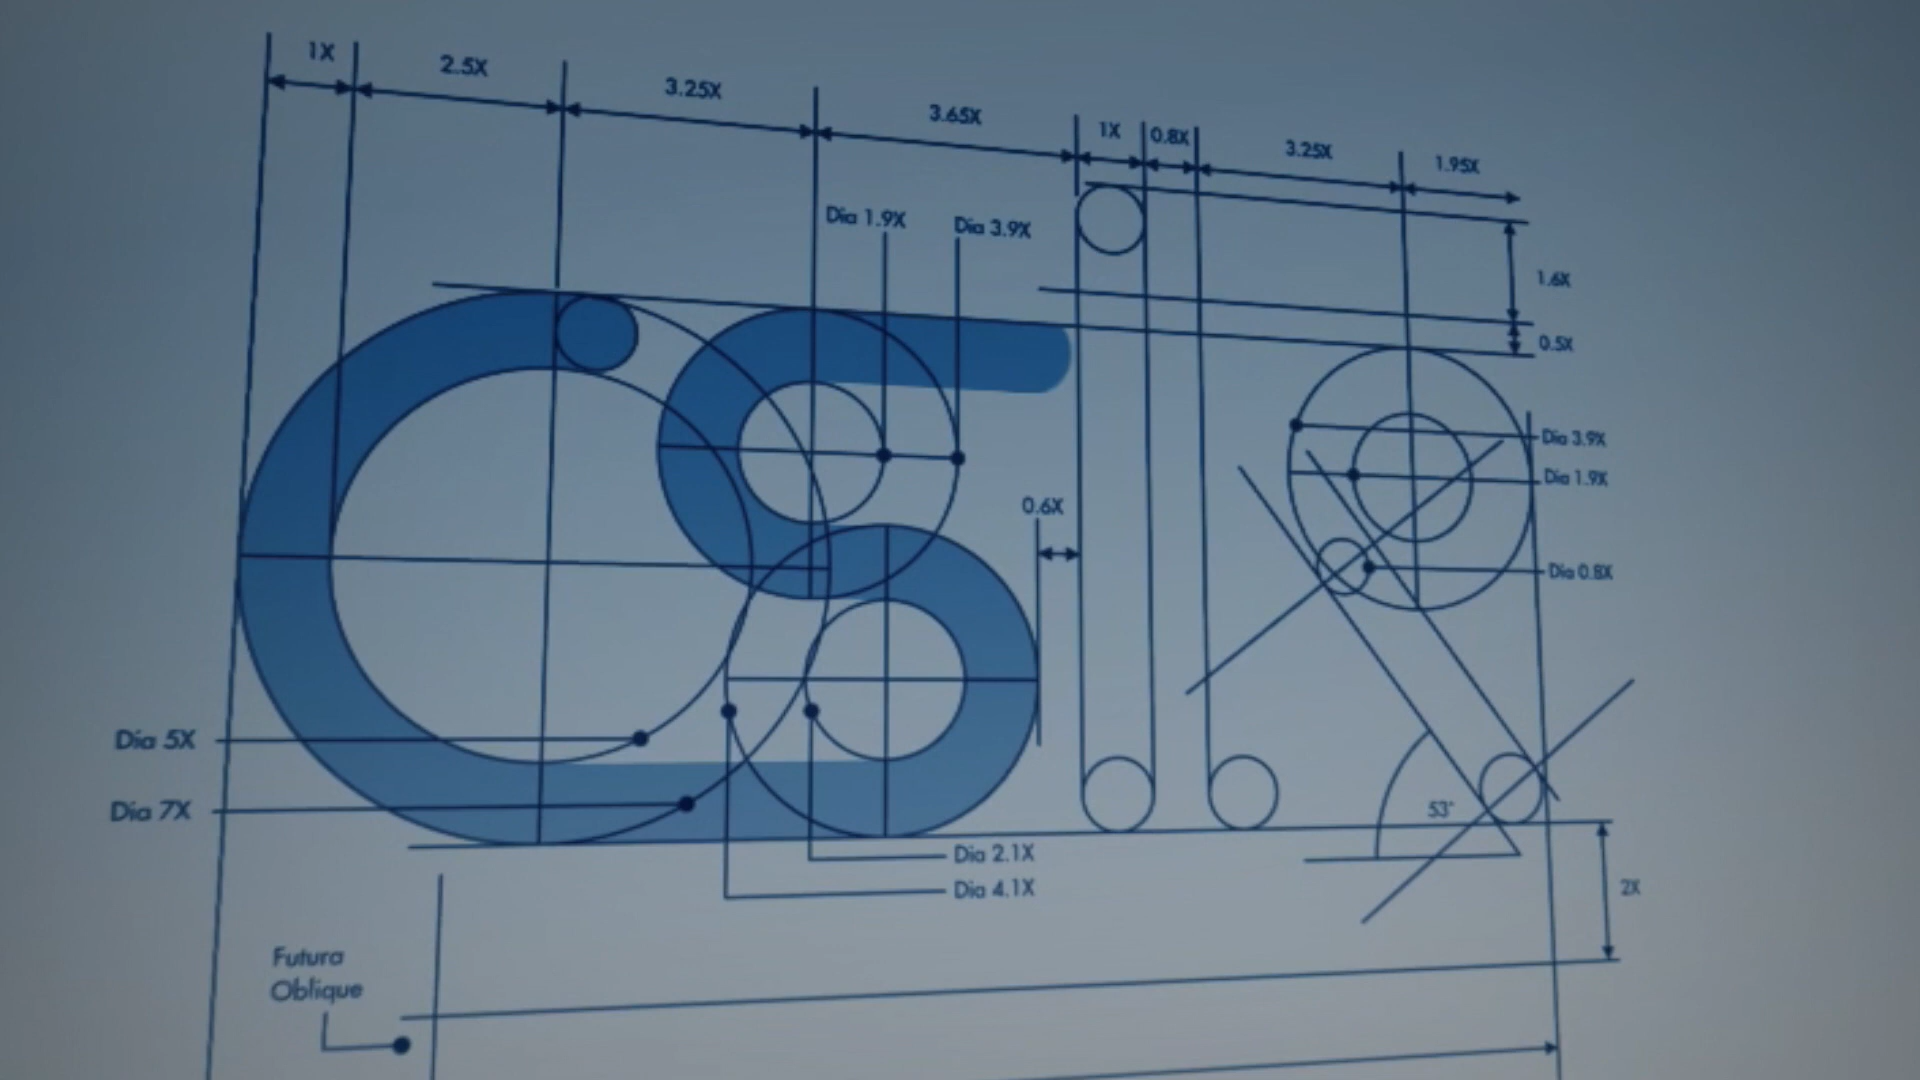 1X
2.5X
3.25X
3.65X
1X
0.8X
3.25X
1.95X
Dia 1.9X
Dia 3.9X
1.6X
0.5X
Dia 3.9X
Dia 1.9X
0.6X
Dia 0.8X
Dia 5X
Dia 7X
53°
Dia 2.1X
Dia 4.1X
2X
Futura
Oblique